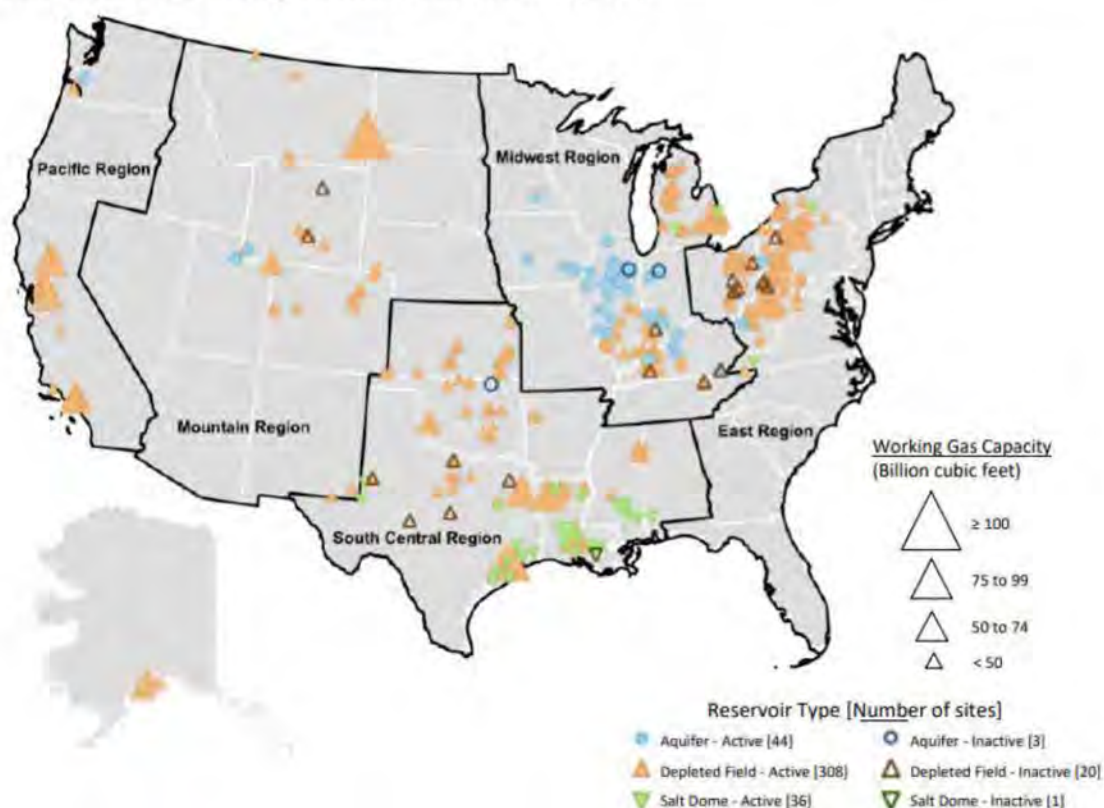 Pacific Region
Midwest Region
Mountain Region
East Region
South Central Region
Working Gas Capacity
(Billion cubic feet)
≥ 100
75 to 99
50 to 74
< 50
Reservoir Type [Number of sites]
Aquifer - Active [44]
Aquifer - Inactive [3]
Depleted Field - Active [308]
Depleted Field - Inactive [20]
Salt Dome - Active [36]
Salt Dome - Inactive [1]